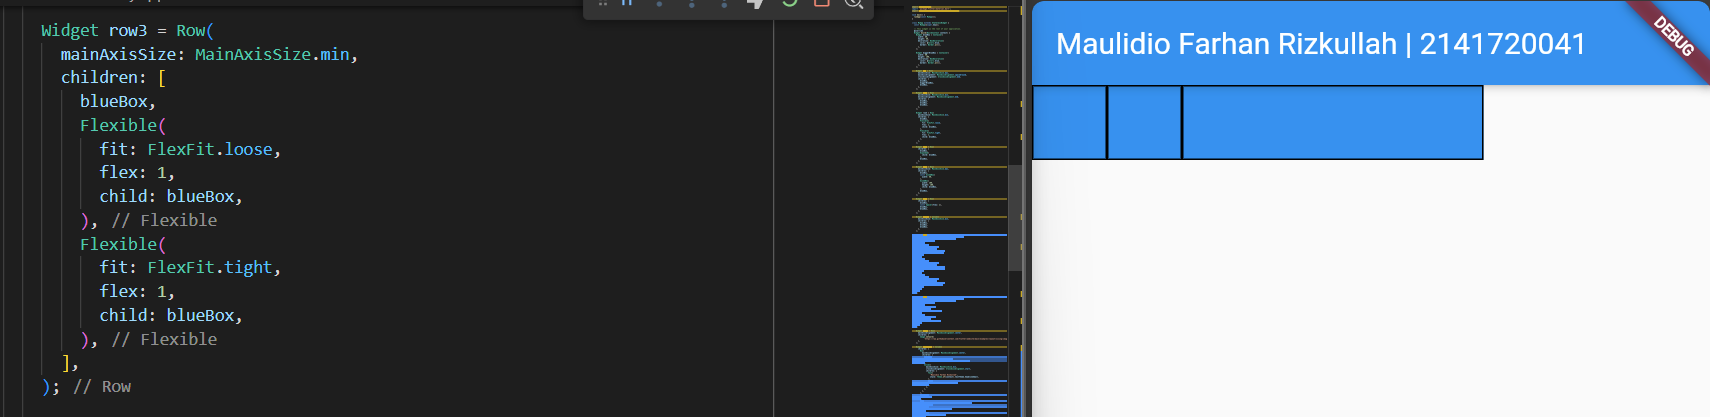 Widget row3 = Row(
mainAxisSize: MainAxisSize.min,
children: [
blueBox,
Flexible(
fit: FlexFit.loose,
flex: 1,
child: blueBox,
), // Flexible
Flexible(
fit: FlexFit.tight,
flex: 1,
child: blueBox,
), // Flexible
],
); // Row
Maulidio Farhan Rizkullah | 2141720041
DEBUG